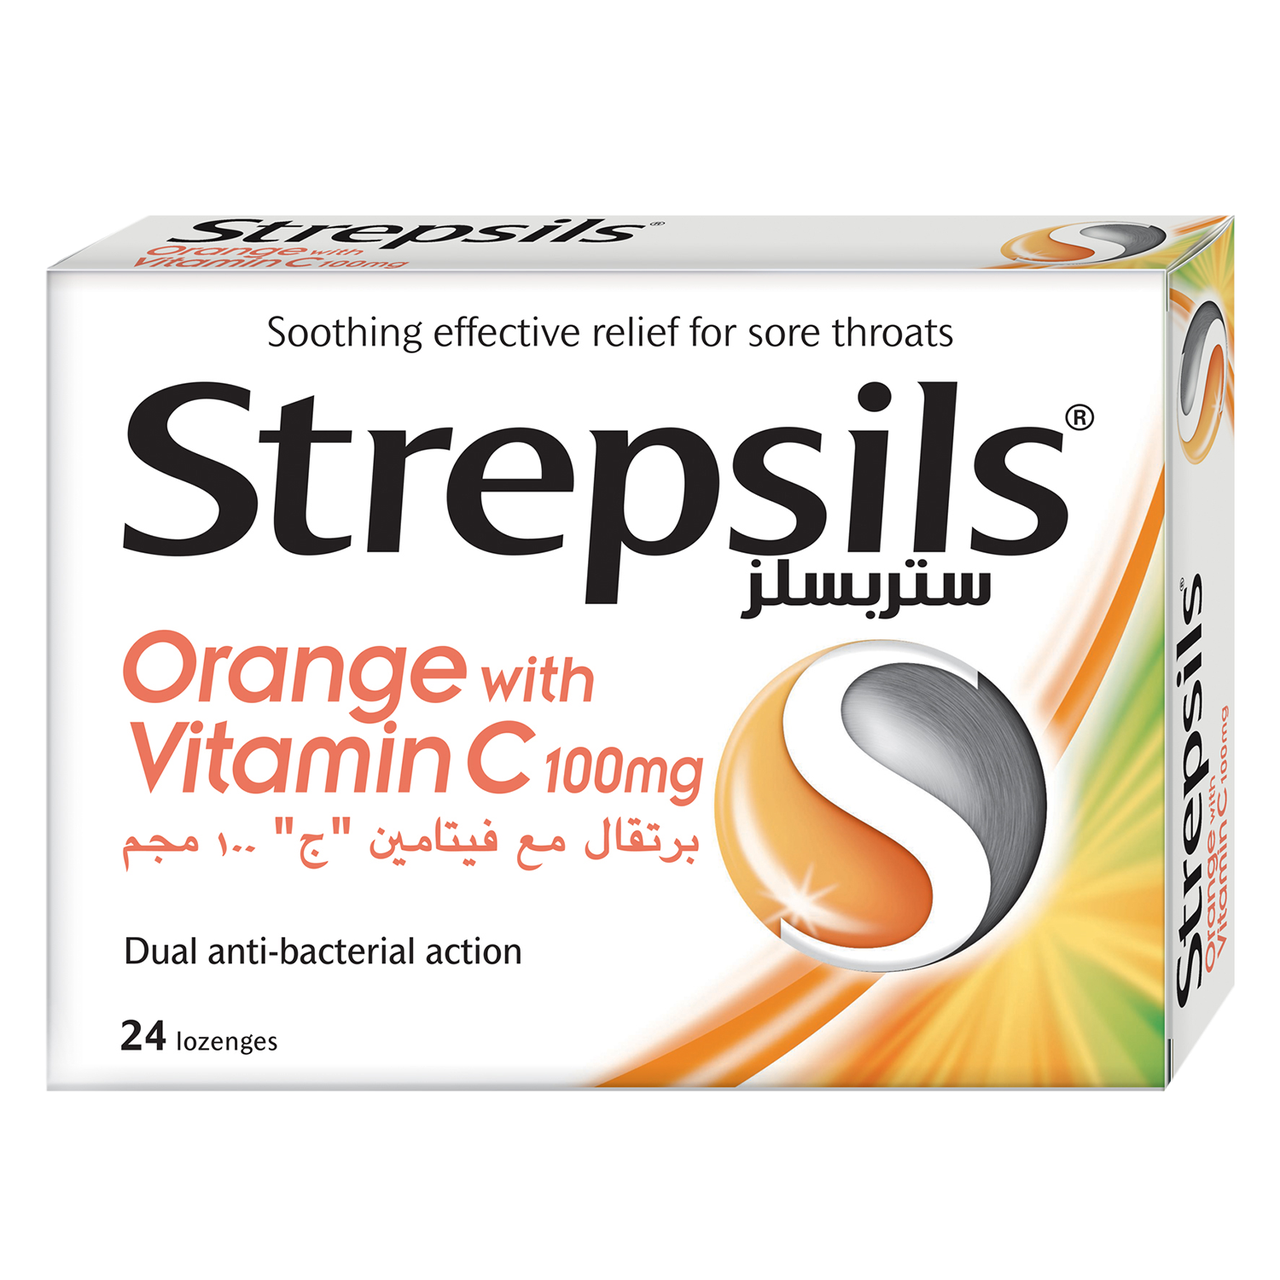 Strepsils®
Orange with
Vitamin C 100mg
Soothing effective relief for sore throats
Strepsils®
ستربسلز
Orange with
Vitamin C 100mg
برتقال مع فيتامين "ج" ١٠٠ مجم
Dual anti-bacterial action
24 lozenges
Strepsils®
Orange with
Vitamin C 100mg